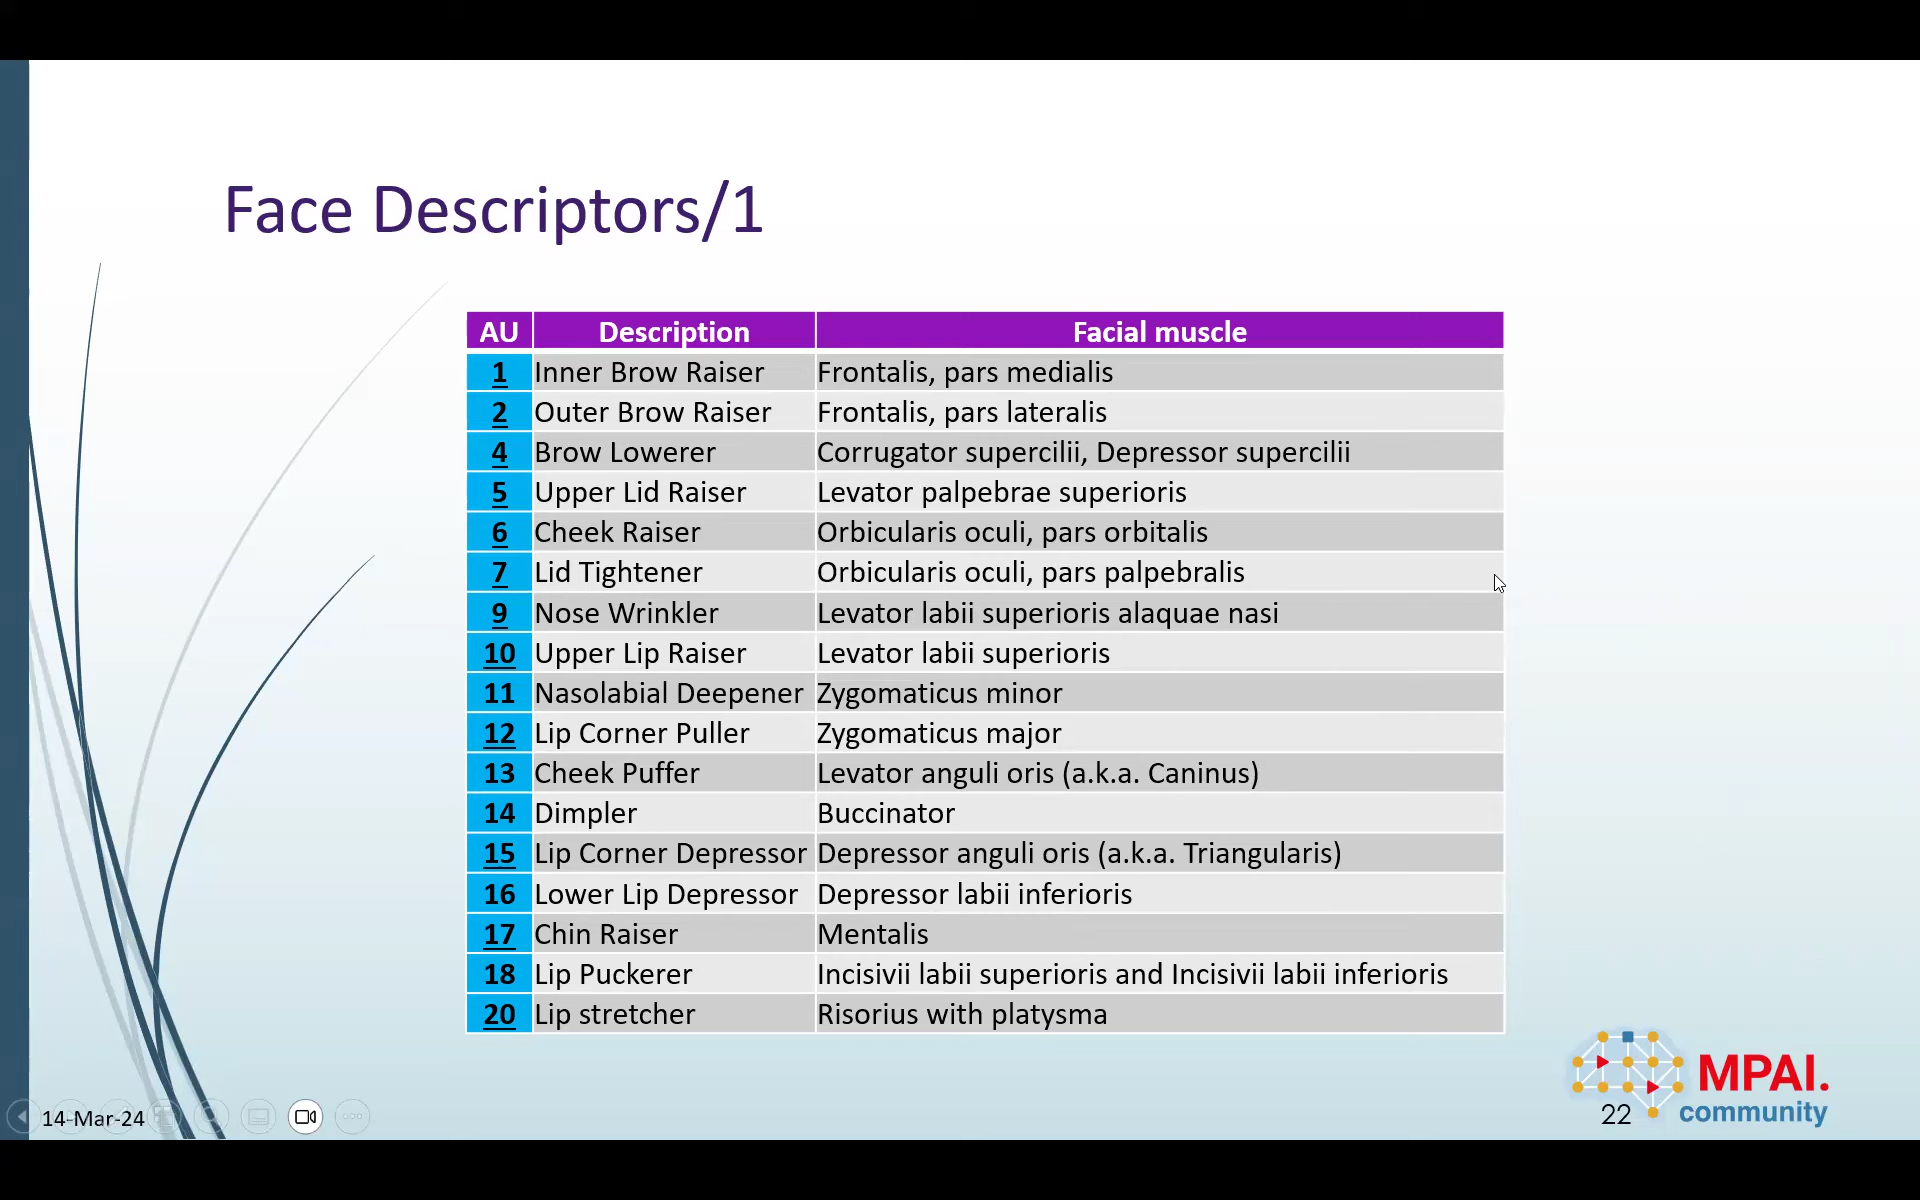 Face Descriptors/1
AU Description Facial muscle
1 Inner Brow Raiser Frontalis, pars medialis
2 Outer Brow Raiser Frontalis, pars lateralis
4 Brow Lowerer Corrugator supercilii, Depressor supercilii
5 Upper Lid Raiser Levator palpebrae superioris
6 Cheek Raiser Orbicularis oculi, pars orbitalis
7 Lid Tightener Orbicularis oculi, pars palpebralis
9 Nose Wrinkler Levator labii superioris alaquae nasi
10 Upper Lip Raiser Levator labii superioris
11 Nasolabial Deepener Zygomaticus minor
12 Lip Corner Puller Zygomaticus major
13 Cheek Puffer Levator anguli oris (a.k.a. Caninus)
14 Dimpler Buccinator
15 Lip Corner Depressor Depressor anguli oris (a.k.a. Triangularis)
16 Lower Lip Depressor Depressor labii inferioris
17 Chin Raiser Mentalis
18 Lip Puckerer Incisivii labii superioris and Incisivii labii inferioris
20 Lip stretcher Risorius with platysma
14-Mar-24
22
MPAI.
community